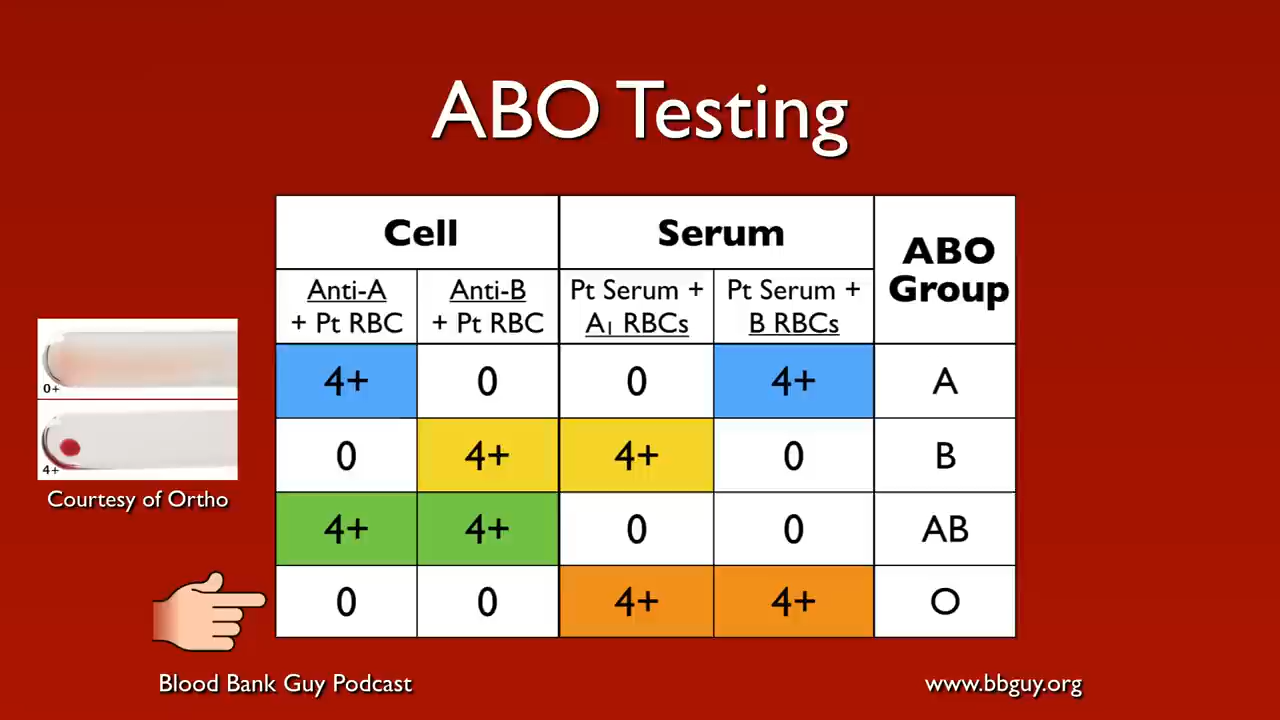 ABO Testing
Cell Serum ABO Group
Anti-A + Pt RBC Anti-B + Pt RBC Pt Serum + A₁ RBCs Pt Serum + B RBCs
4+ 0 0 4+ A
0 4+ 4+ 0 B
4+ 4+ 0 0 AB
0 0 4+ 4+ O
0+
4+
Courtesy of Ortho
Blood Bank Guy Podcast
www.bbguy.org